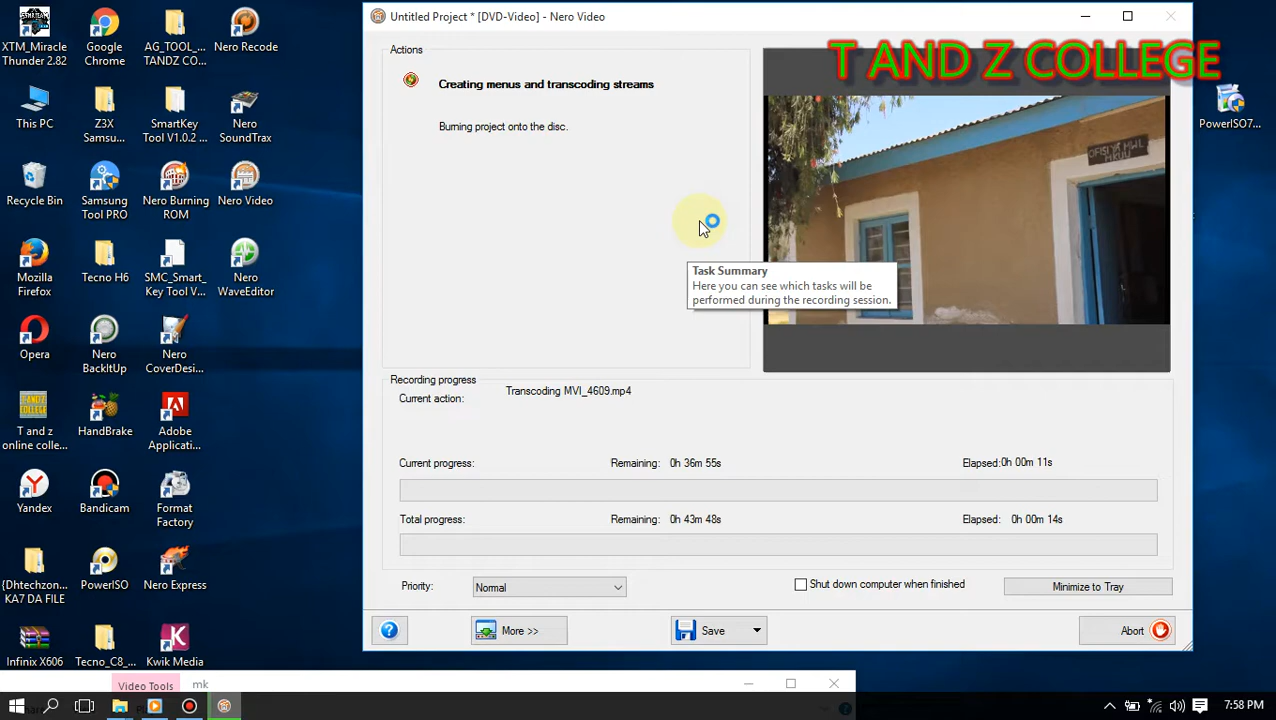 Untitled Project * [DVD-Video] - Nero Video
T AND Z COLLEGE
XTM_Miracle
Thunder 2.82
Google
Chrome
AG_TOOL_...
TANDZ CO...
Nero Recode
This PC
Z3X
Samsu...
SmartKey
Tool V1.0.2 ...
Nero
SoundTrax
Recycle Bin
Samsung
Tool PRO
Nero Burning
ROM
Nero Video
Mozilla
Firefox
Tecno H6
SMC_Smart_
Key Tool V...
Nero
WaveEditor
Opera
Nero
BackItUp
Nero
CoverDesi...
T and z
online colle...
HandBrake
Adobe
Applicati...
Yandex
Bandicam
Format
Factory
{Dhtechzon...
KA7 DA FILE
PowerISO
Nero Express
Infinix X606
Tecno_C8_...
Kwik Media
PowerISO7...
Actions
Creating menus and transcoding streams
Burning project onto the disc.
Task Summary
Here you can see which tasks will be
performed during the recording session.
OFISI YA MWL
MKUU
Recording progress
Current action:
Transcoding MVI_4609.mp4
Current progress:
Remaining: 0h 36m 55s
Elapsed: 0h 00m 11s
Total progress:
Remaining: 0h 43m 48s
Elapsed: 0h 00m 14s
Priority:
Normal
Shut down computer when finished
Minimize to Tray
More >>
Save
Abort
Video Tools
mk
7:58 PM